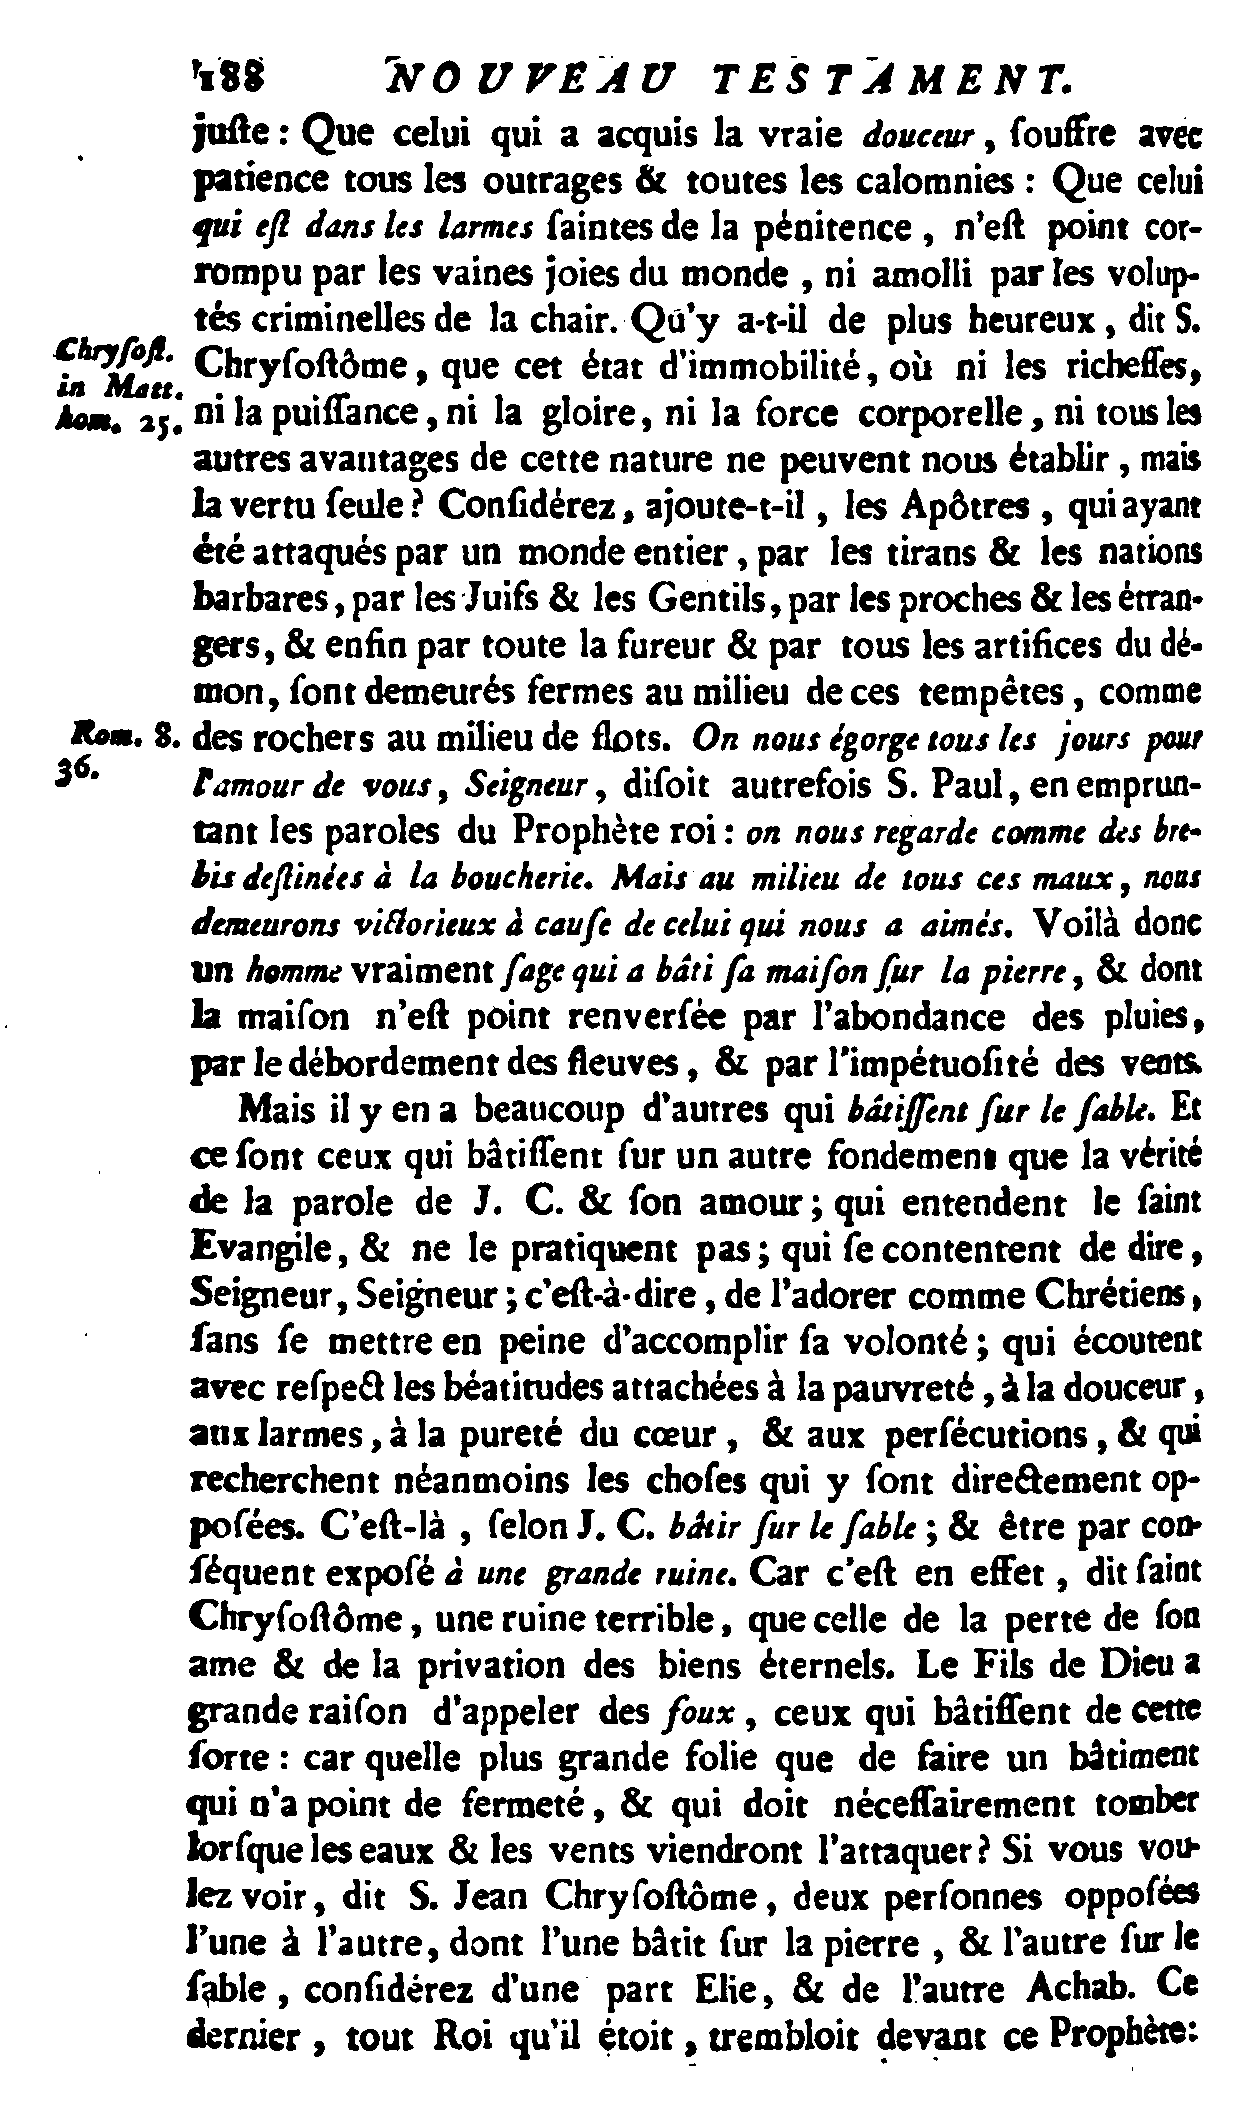 188 NOUVEAU TESTAMENT.
juſte : Que celui qui a acquis la vraie douceur, ſouffre avec
patience tous les outrages & toutes les calomnies : Que celui
qui eſt dans les larmes ſaintes de la pénitence, n'eſt point cor-
rompu par les vaines joies du monde, ni amolli par les volup-
tés criminelles de la chair. Qu'y a-t-il de plus heureux, dit S.
Chryſoſt.
in Matt.
hom. 25.
Chryſoſtôme, que cet état d'immobilité, où ni les richeſſes,
ni la puiſſance, ni la gloire, ni la force corporelle, ni tous les
autres avantages de cette nature ne peuvent nous établir, mais
la vertu ſeule ? Conſidérez, ajoute-t-il, les Apôtres, qui ayant
été attaqués par un monde entier, par les tirans & les nations
barbares, par les Juifs & les Gentils, par les proches & les étran-
gers, & enfin par toute la fureur & par tous les artifices du dé-
mon, ſont demeurés fermes au milieu de ces tempêtes, comme
Rom. 8.
36.
des rochers au milieu de flots. On nous égorge tous les jours pour
l'amour de vous, Seigneur, diſoit autrefois S. Paul, en emprun-
tant les paroles du Prophète roi : on nous regarde comme des bre-
bis deſtinées à la boucherie. Mais au milieu de tous ces maux, nous
demeurons victorieux à cauſe de celui qui nous a aimés. Voilà donc
un homme vraiment ſage qui a bâti ſa maiſon ſur la pierre, & dont
la maiſon n'eſt point renverſée par l'abondance des pluies,
par le débordement des fleuves, & par l'impétuoſité des vents.
Mais il y en a beaucoup d'autres qui bâtiſſent ſur le ſable. Et
ce ſont ceux qui bâtiſſent ſur un autre fondement que la vérité
de la parole de J. C. & ſon amour ; qui entendent le ſaint
Evangile, & ne le pratiquent pas ; qui ſe contentent de dire,
Seigneur, Seigneur ; c'eſt-à-dire, de l'adorer comme Chrétiens,
ſans ſe mettre en peine d'accomplir ſa volonté ; qui écoutent
avec reſpect les béatitudes attachées à la pauvreté, à la douceur,
aux larmes, à la pureté du cœur, & aux perſécutions, & qui
recherchent néanmoins les choſes qui y ſont directement op-
poſées. C'eſt-là, ſelon J. C. bâtir ſur le ſable ; & être par con-
ſéquent expoſé à une grande ruine. Car c'eſt en effet, dit ſaint
Chryſoſtôme, une ruine terrible, que celle de la perte de ſon
ame & de la privation des biens éternels. Le Fils de Dieu a
grande raiſon d'appeler des foux, ceux qui bâtiſſent de cette
ſorte : car quelle plus grande folie que de faire un bâtiment
qui n'a point de fermeté, & qui doit néceſſairement tomber
lorſque les eaux & les vents viendront l'attaquer ? Si vous vou-
lez voir, dit S. Jean Chryſoſtôme, deux perſonnes oppoſées
l'une à l'autre, dont l'une bâtit ſur la pierre, & l'autre ſur le
ſable, conſidérez d'une part Elie, & de l'autre Achab. Ce
dernier, tout Roi qu'il étoit, trembloit devant ce Prophète :